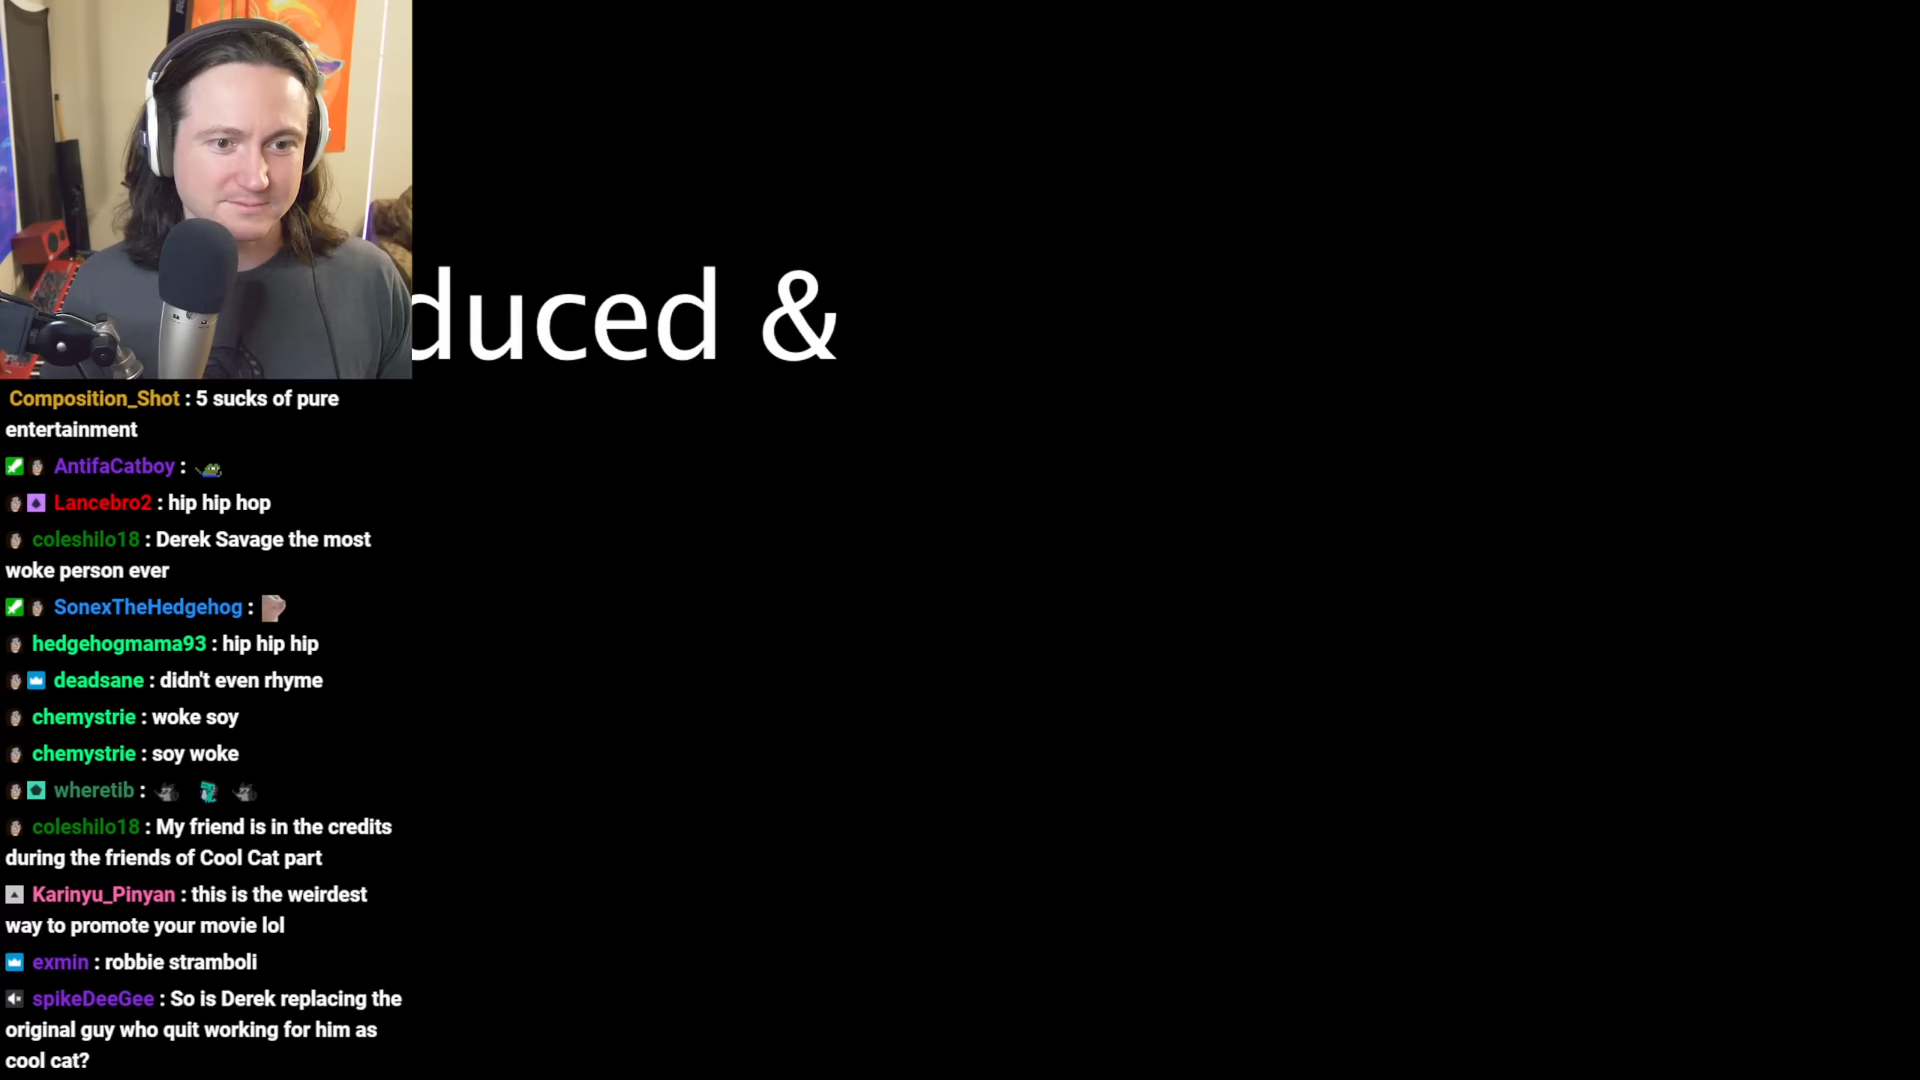 duced &
Composition_Shot : 5 sucks of pure
entertainment
AntifaCatboy :
Lancebro2 : hip hip hop
coleshilo18 : Derek Savage the most
woke person ever
SonexTheHedgehog :
hedgehogmama93 : hip hip hip
deadsane : didn't even rhyme
chemystrie : woke soy
chemystrie : soy woke
wheretib :
coleshilo18 : My friend is in the credits
during the friends of Cool Cat part
Karinyu_Pinyan : this is the weirdest
way to promote your movie lol
exmin : robbie stramboli
spikeDeeGee : So is Derek replacing the
original guy who quit working for him as
cool cat?